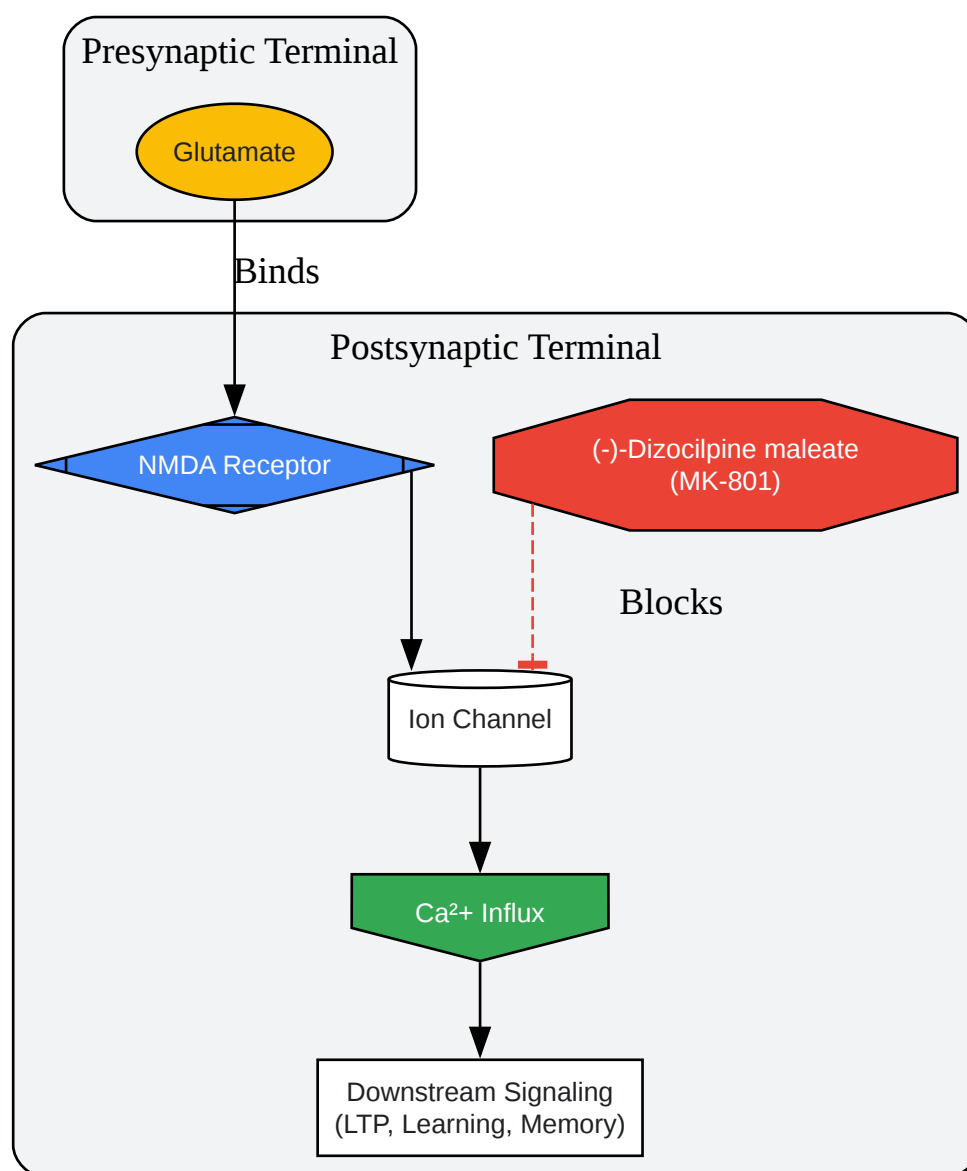 Presynaptic Terminal
Glutamate
Binds
Postsynaptic Terminal
NMDA Receptor
(-)-Dizocilpine maleate
(MK-801)
Blocks
Ion Channel
Ca²+ Influx
Downstream Signaling
(LTP, Learning, Memory)